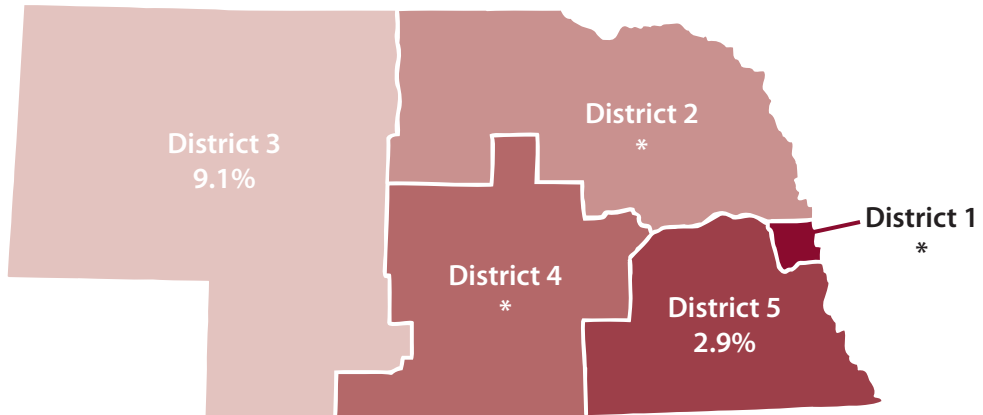 District 3
9.1%
District 2
*
District 1
*
District 4
*
District 5
2.9%